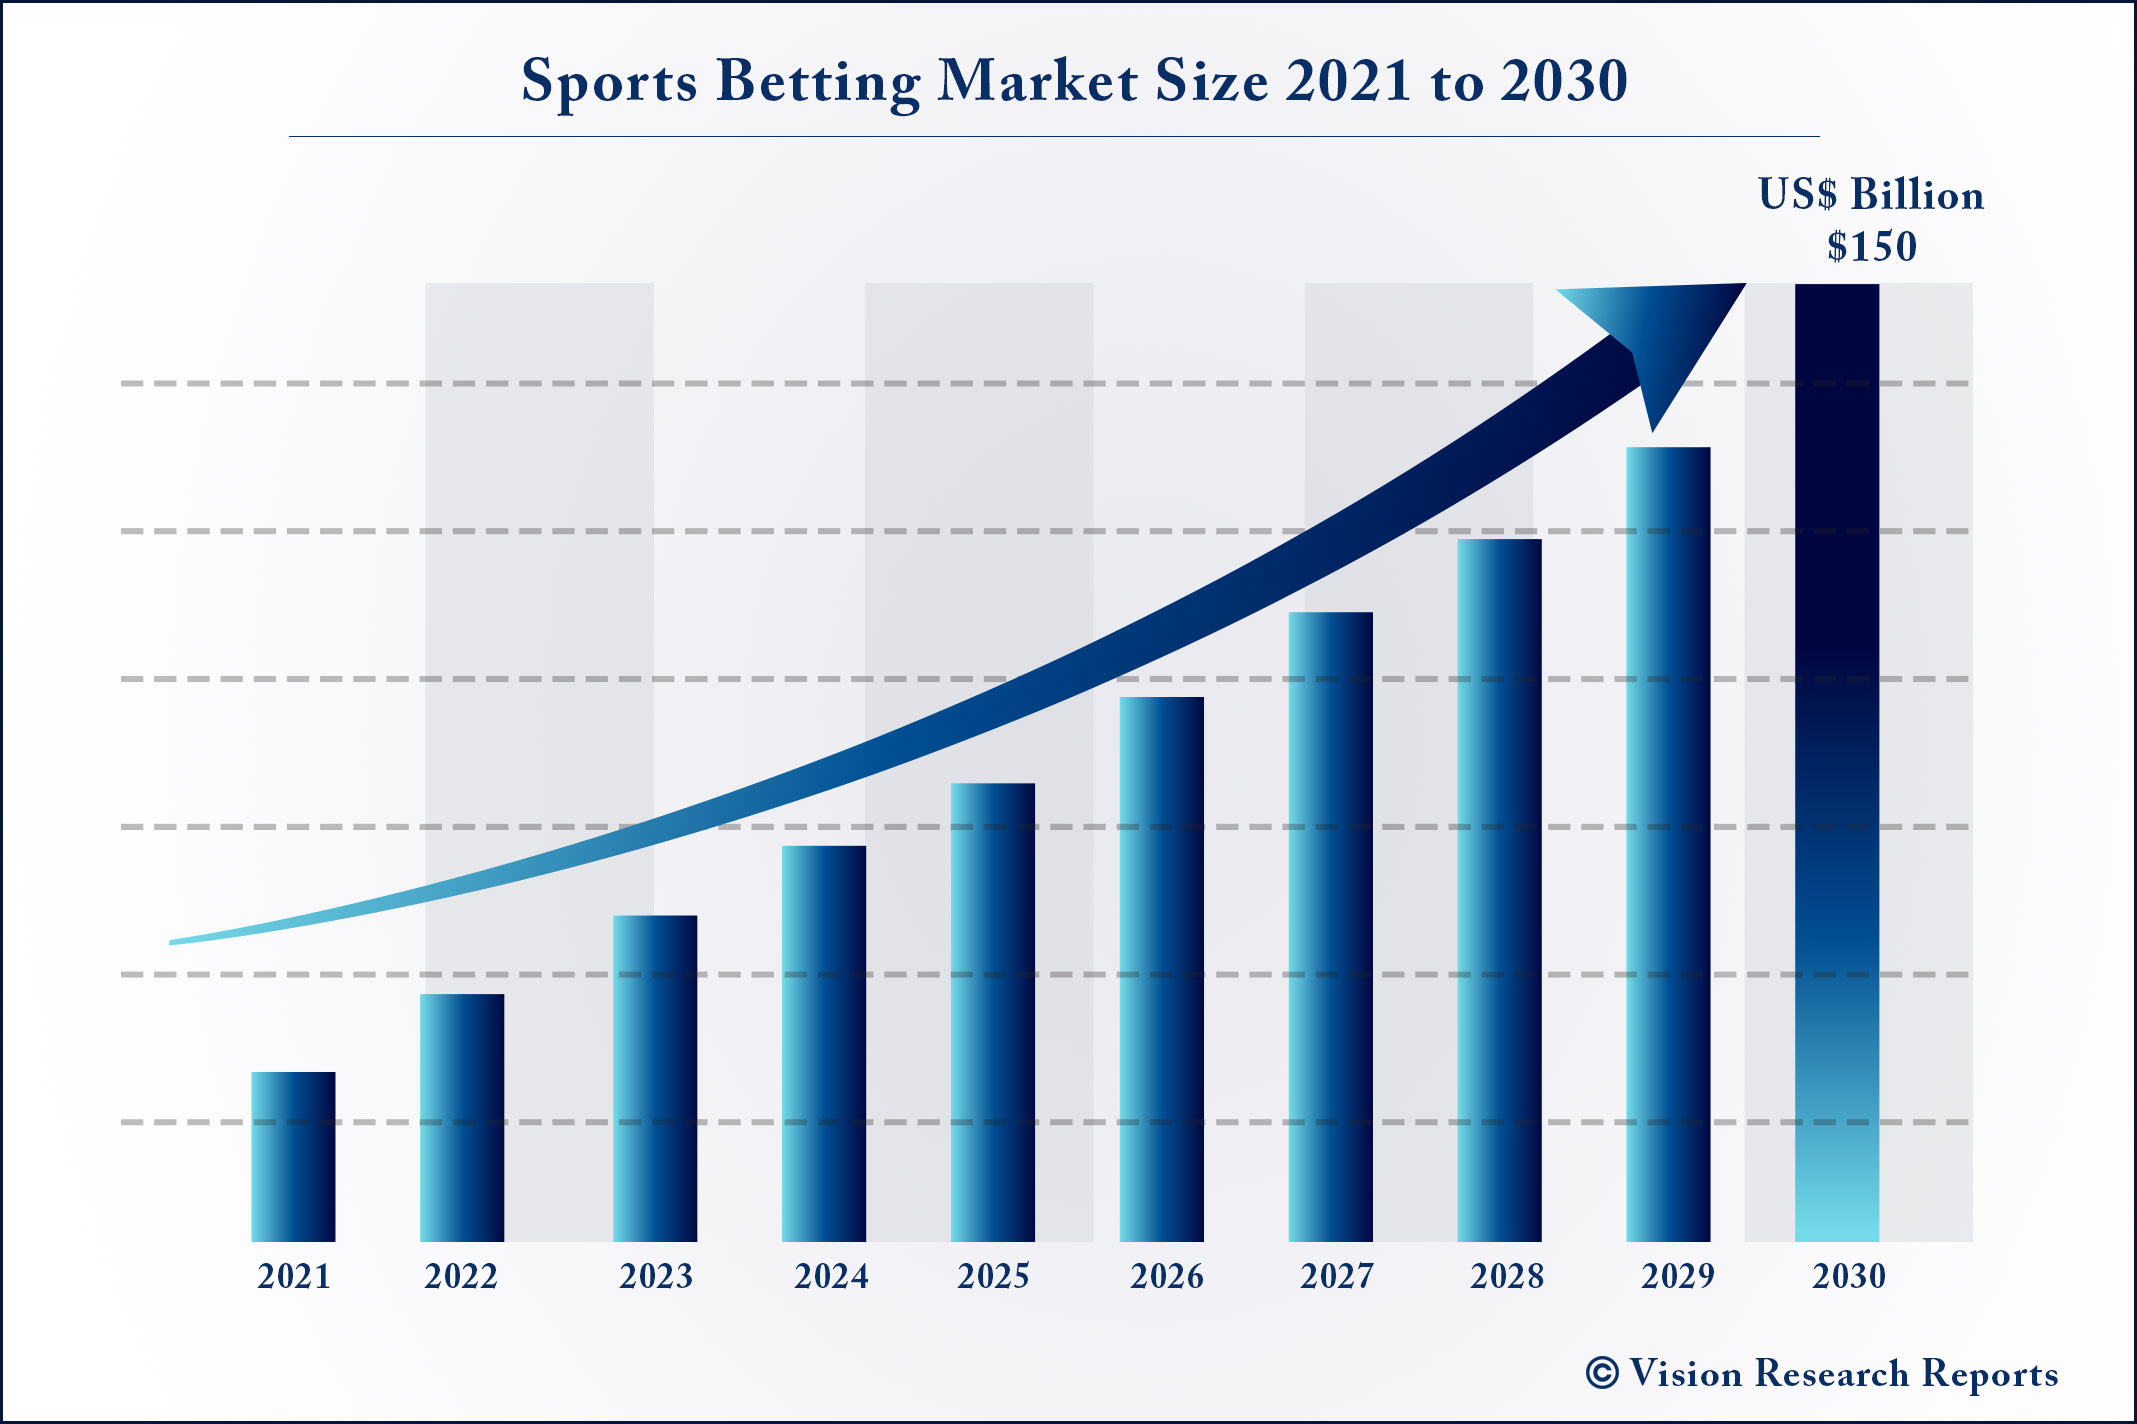 Sports Betting Market Size 2021 to 2030
US$ Billion
$150
2021 2022 2023 2024 2025 2026 2027 2028 2029 2030
© Vision Research Reports